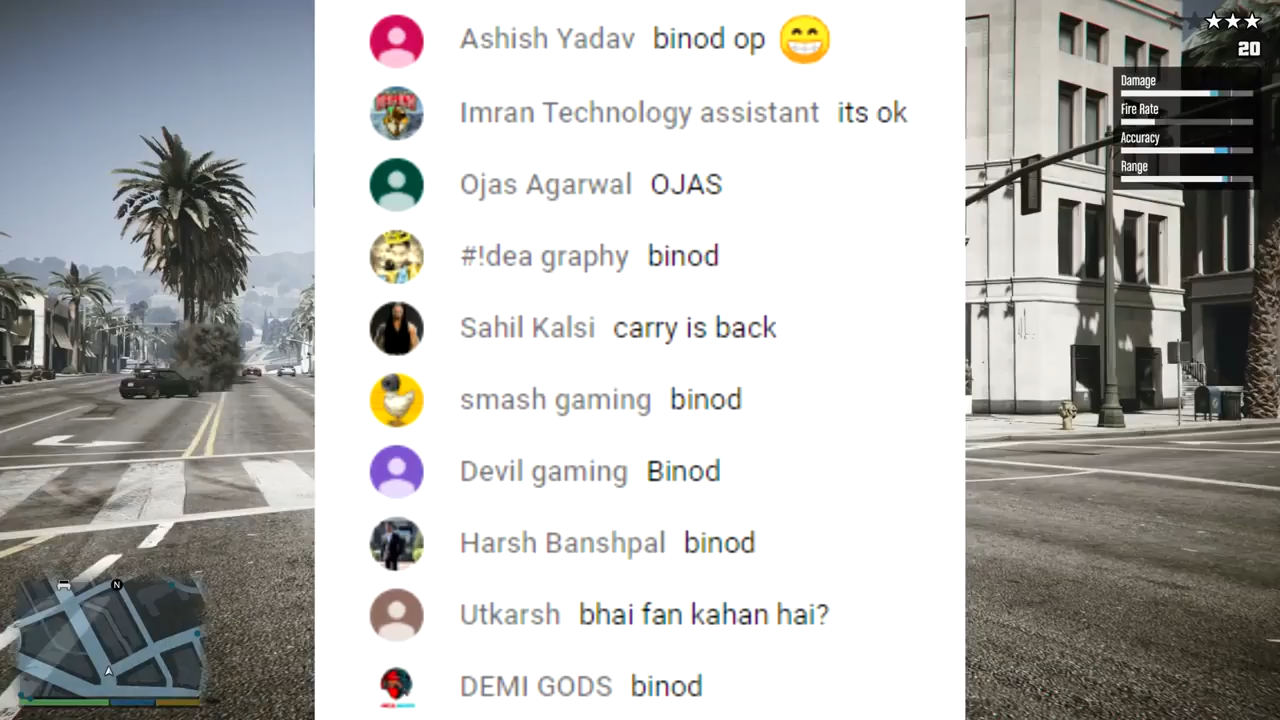 Ashish Yadav binod op 😁
Imran Technology assistant its ok
Ojas Agarwal OJAS
#!dea graphy binod
Sahil Kalsi carry is back
smash gaming binod
Devil gaming Binod
Harsh Banshpal binod
Utkarsh bhai fan kahan hai?
DEMI GODS binod
20
Damage
Fire Rate
Accuracy
Range
N